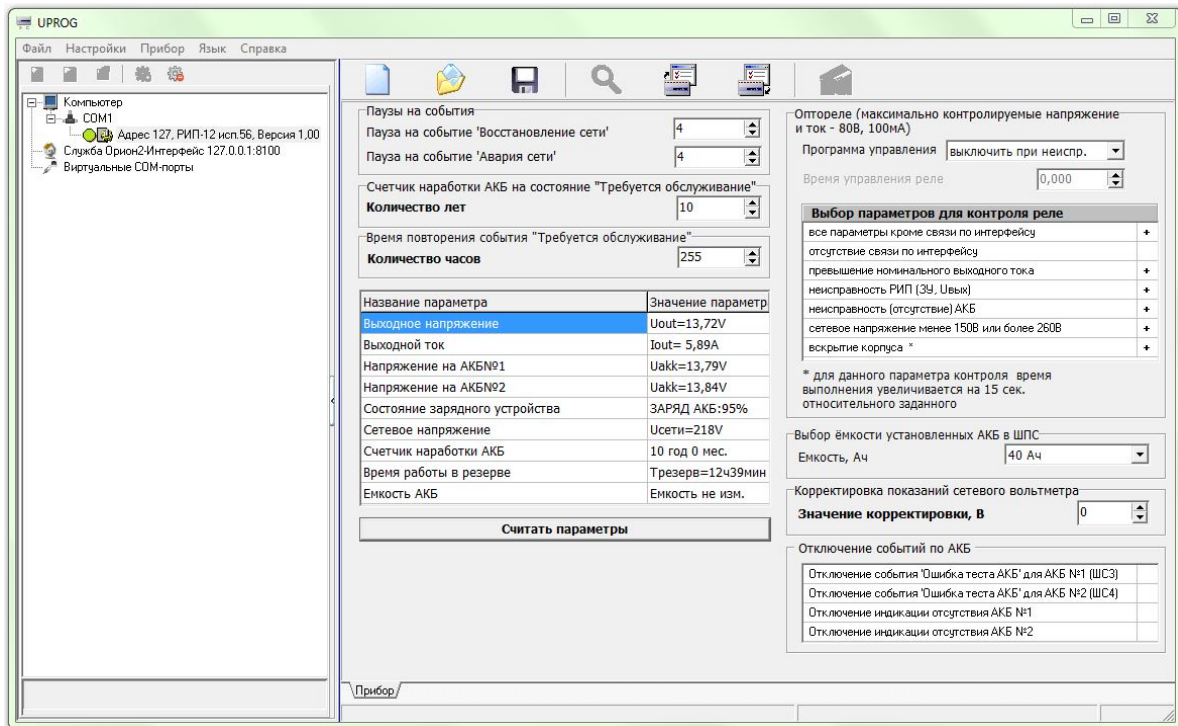 UPROG
Файл Настройки Прибор Язык Справка
Компьютер
COM1
Адрес 127, РИП-12 исп.56, Версия 1,00
Служба Орион2-Интерфейс 127.0.0.1:8100
Виртуальные COM-порты
Паузы на события
Пауза на событие 'Восстановление сети' 4
Пауза на событие 'Авария сети' 4
Счетчик наработки АКБ на состояние "Требуется обслуживание"
Количество лет 10
Время повторения события "Требуется обслуживание"
Количество часов 255
Название параметра Значение параметр
Выходное напряжение Uout=13,72V
Выходной ток Iout= 5,89A
Напряжение на АКБ№1 Uakk=13,79V
Напряжение на АКБ№2 Uakk=13,84V
Состояние зарядного устройства ЗАРЯД АКБ:95%
Сетевое напряжение Uсети=218V
Счетчик наработки АКБ 10 год 0 мес.
Время работы в резерве Трезерв=12ч39мин
Емкость АКБ Емкость не изм.
Считать параметры
Оптореле (максимально контролируемые напряжение
и ток - 80В, 100мА)
Программа управления выключить при неиспр.
Время управления реле 0,000
Выбор параметров для контроля реле
все параметры кроме связи по интерфейсу +
отсутствие связи по интерфейсу
превышение номинального выходного тока +
неисправность РИП (ЗУ, Uвых) +
неисправность (отсутствие) АКБ +
сетевое напряжение менее 150В или более 260В +
вскрытие корпуса * +
* для данного параметра контроля время
выполнения увеличивается на 15 сек.
относительного заданного
Выбор ёмкости установленных АКБ в ШПС
Емкость, Ач 40 Ач
Корректировка показаний сетевого вольтметра
Значение корректировки, В 0
Отключение событий по АКБ
Отключение события 'Ошибка теста АКБ' для АКБ №1 (ШС3)
Отключение события 'Ошибка теста АКБ' для АКБ №2 (ШС4)
Отключение индикации отсутствия АКБ №1
Отключение индикации отсутствия АКБ №2
Прибор